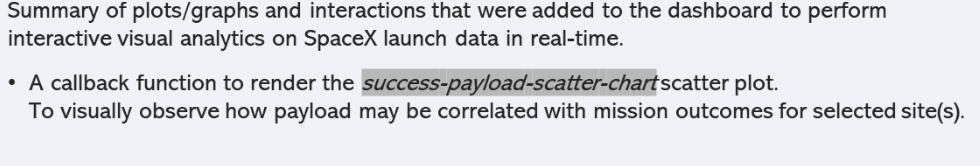 Summary of plots/graphs and interactions that were added to the dashboard to perform
interactive visual analytics on SpaceX launch data in real-time.
• A callback function to render the success-payload-scatter-chart scatter plot.
To visually observe how payload may be correlated with mission outcomes for selected site(s).